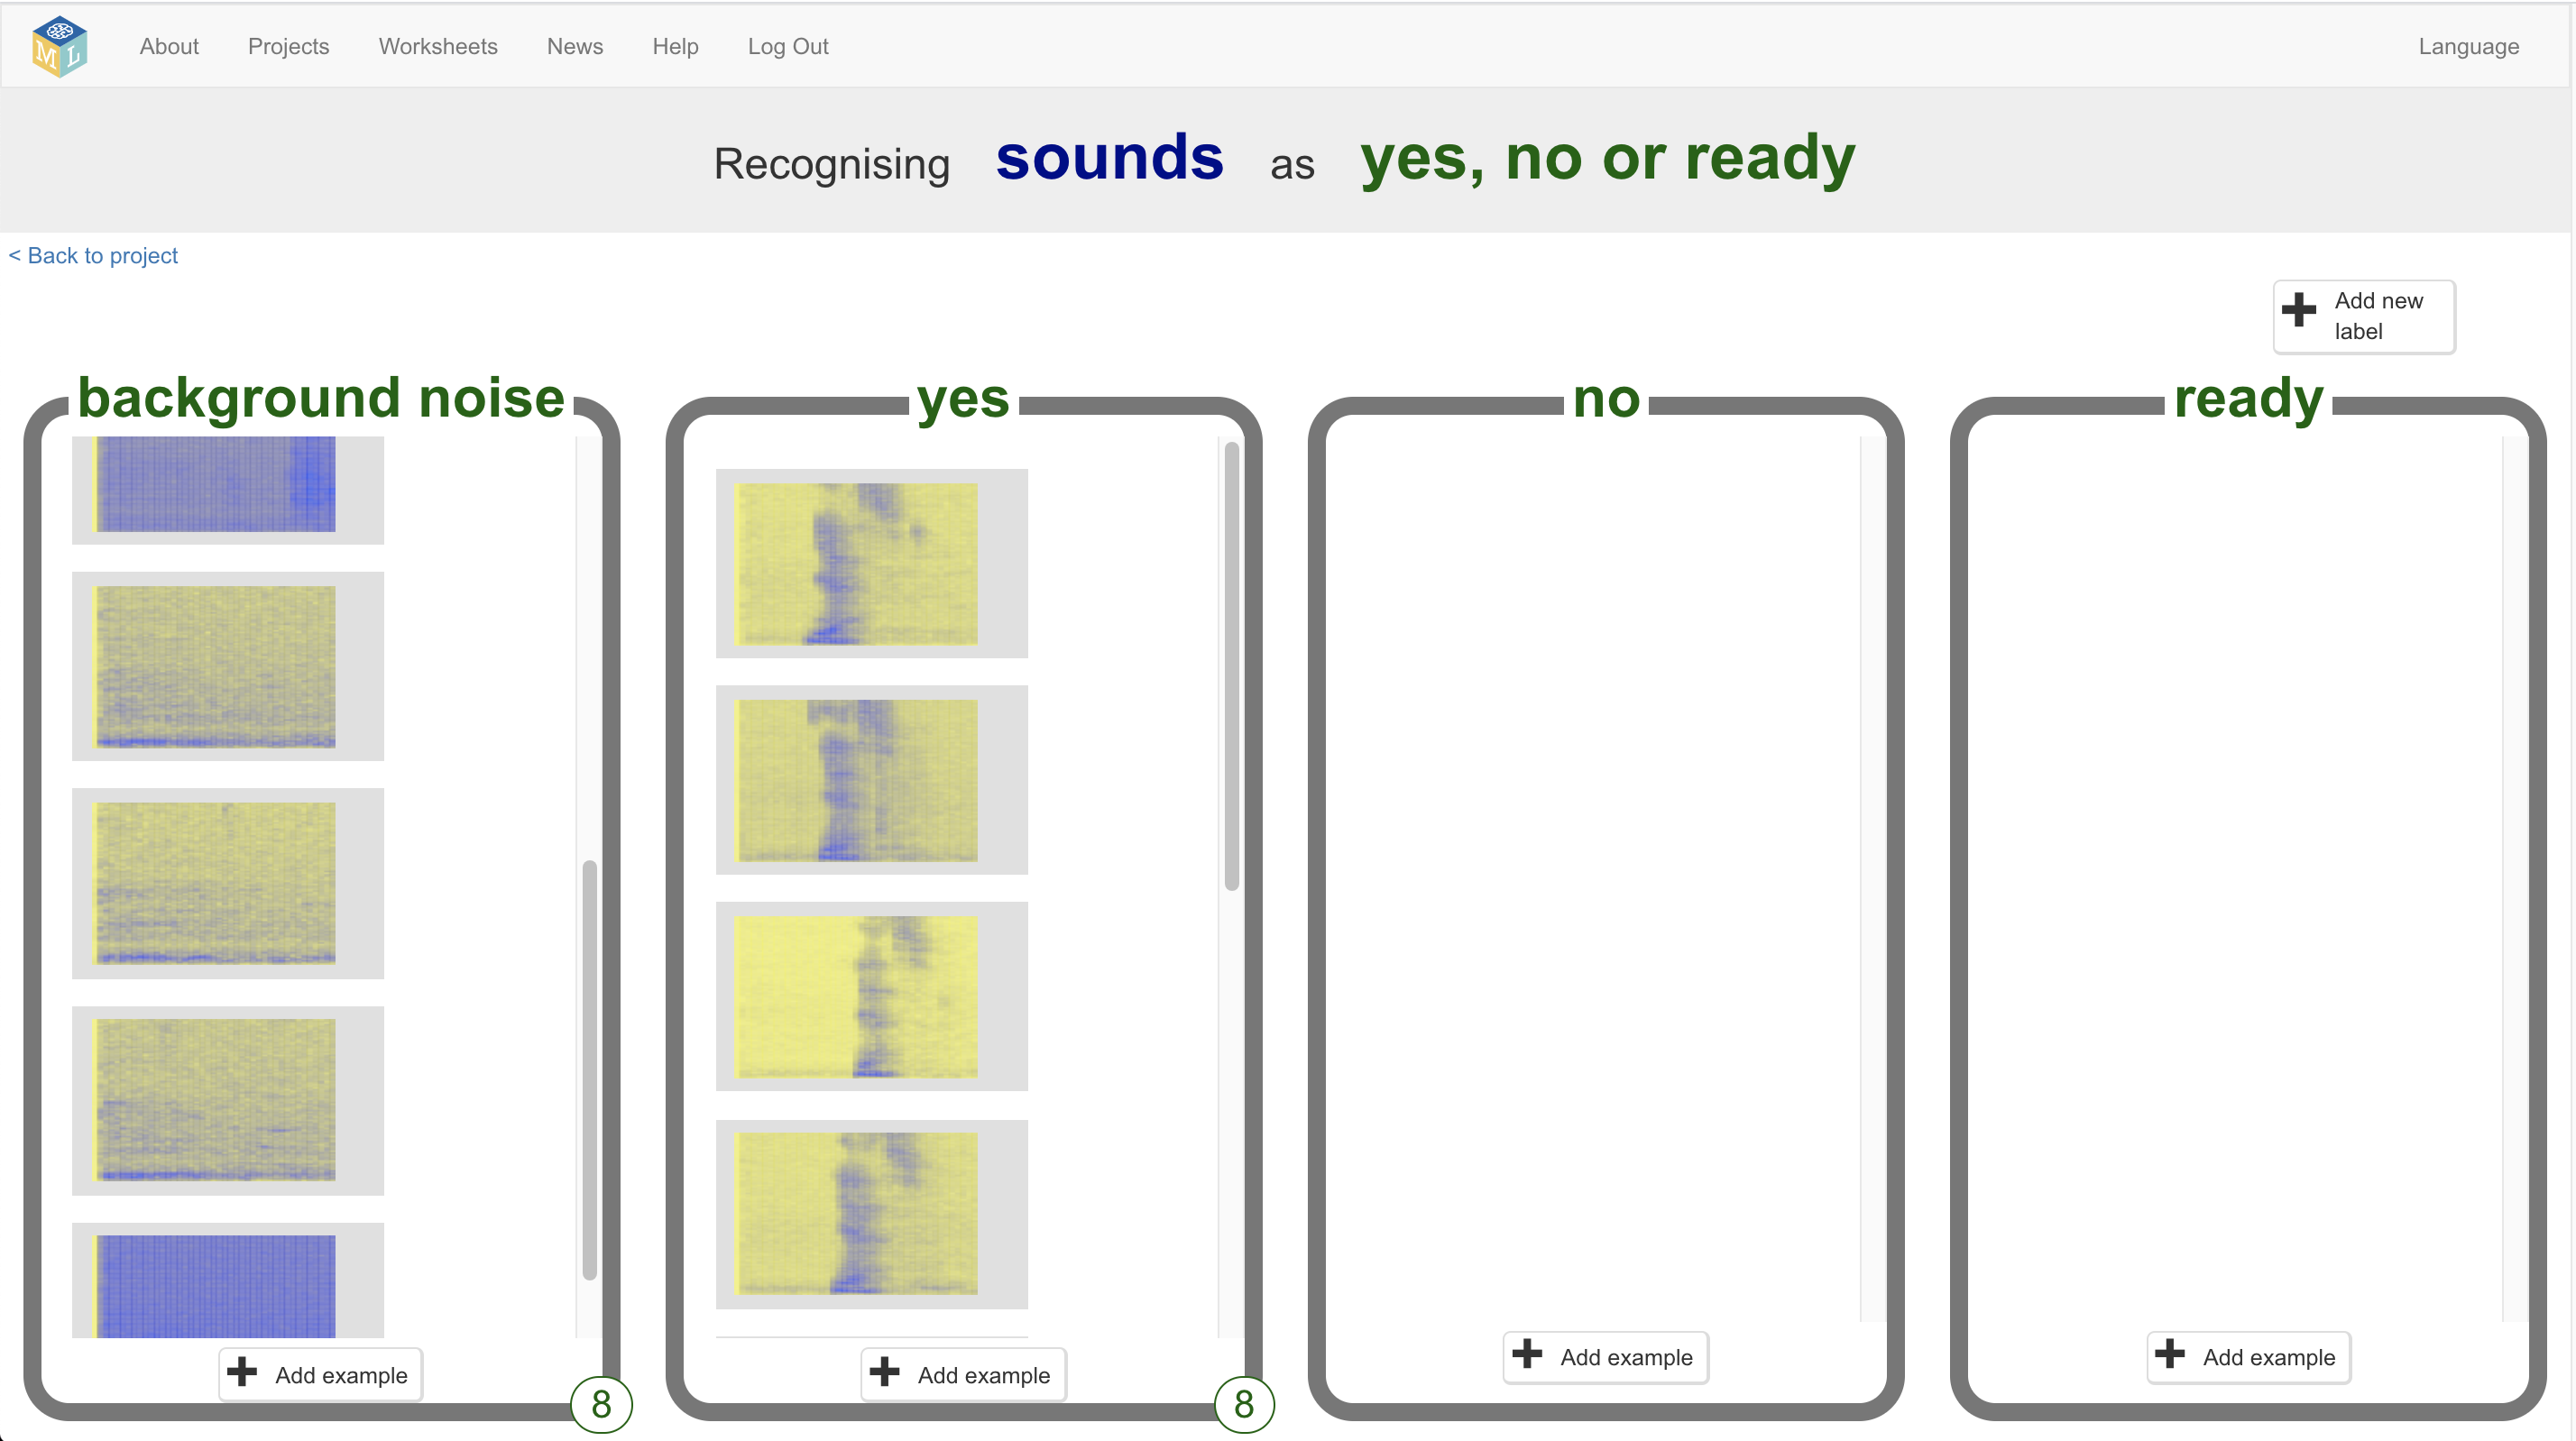 M L
About Projects Worksheets News Help Log Out Language
Recognising sounds as yes, no or ready
< Back to project
Add new
label
background noise
yes
no
ready
Add example
8
Add example
8
Add example
Add example